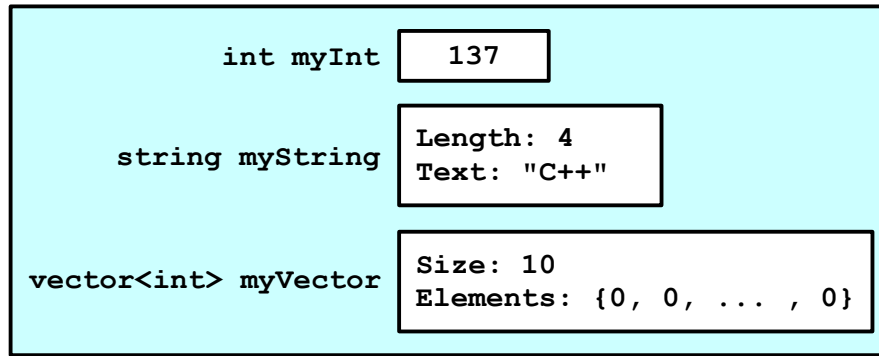 int myInt 137
string myString
Length: 4
Text: "C++"
vector<int> myVector
Size: 10
Elements: {0, 0, ... , 0}